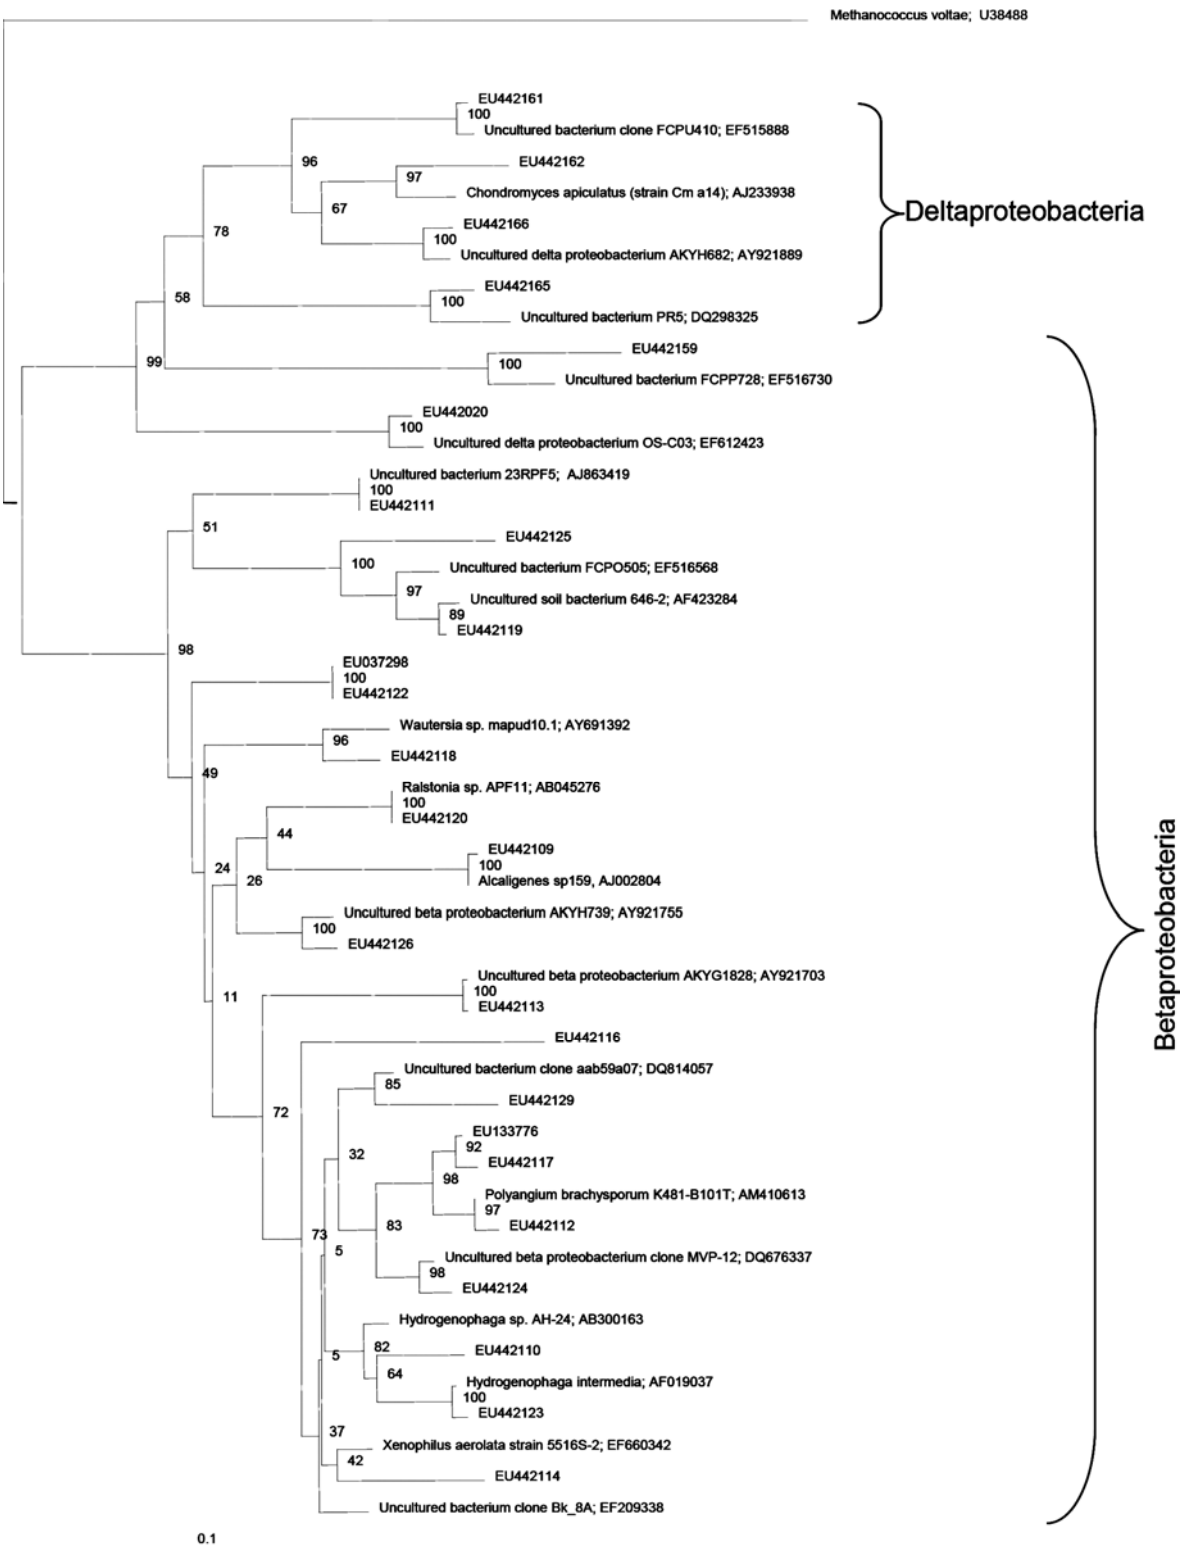 Methanococcus voltae; U38488
EU442161
100
Uncultured bacterium clone FCPU410; EF515888
96
EU442162
97
Chondromyces apiculatus (strain Cm a14); AJ233938
67
Deltaproteobacteria
EU442166
78
100
Uncultured delta proteobacterium AKYH682; AY921889
EU442165
58
100
Uncultured bacterium PR5; DQ298325
EU442159
99
100
Uncultured bacterium FCPP728; EF516730
EU442020
100
Uncultured delta proteobacterium OS-C03; EF612423
Uncultured bacterium 23RPF5; AJ863419
100
EU442111
51
EU442125
100
Uncultured bacterium FCPO505; EF516568
97
Uncultured soil bacterium 646-2; AF423284
89
EU442119
98
EU037298
100
EU442122
Wautersia sp. mapud10.1; AY691392
96
EU442118
49
Ralstonia sp. APF11; AB045276
100
EU442120
44
EU442109
24
100
26
Alcaligenes sp159, AJ002804
Uncultured beta proteobacterium AKYH739; AY921755
100
EU442126
Betaproteobacteria
Uncultured beta proteobacterium AKYG1828; AY921703
11
100
EU442113
EU442116
Uncultured bacterium clone aab59a07; DQ814057
85
EU442129
72
EU133776
92
32
EU442117
98
Polyangium brachysporum K481-B101T; AM410613
97
83
EU442112
73
5
Uncultured beta proteobacterium clone MVP-12; DQ676337
98
EU442124
Hydrogenophaga sp. AH-24; AB300163
82
5
EU442110
64
Hydrogenophaga intermedia; AF019037
100
EU442123
37
Xenophilus aerolata strain 5516S-2; EF660342
42
EU442114
Uncultured bacterium clone Bk_8A; EF209338
0.1